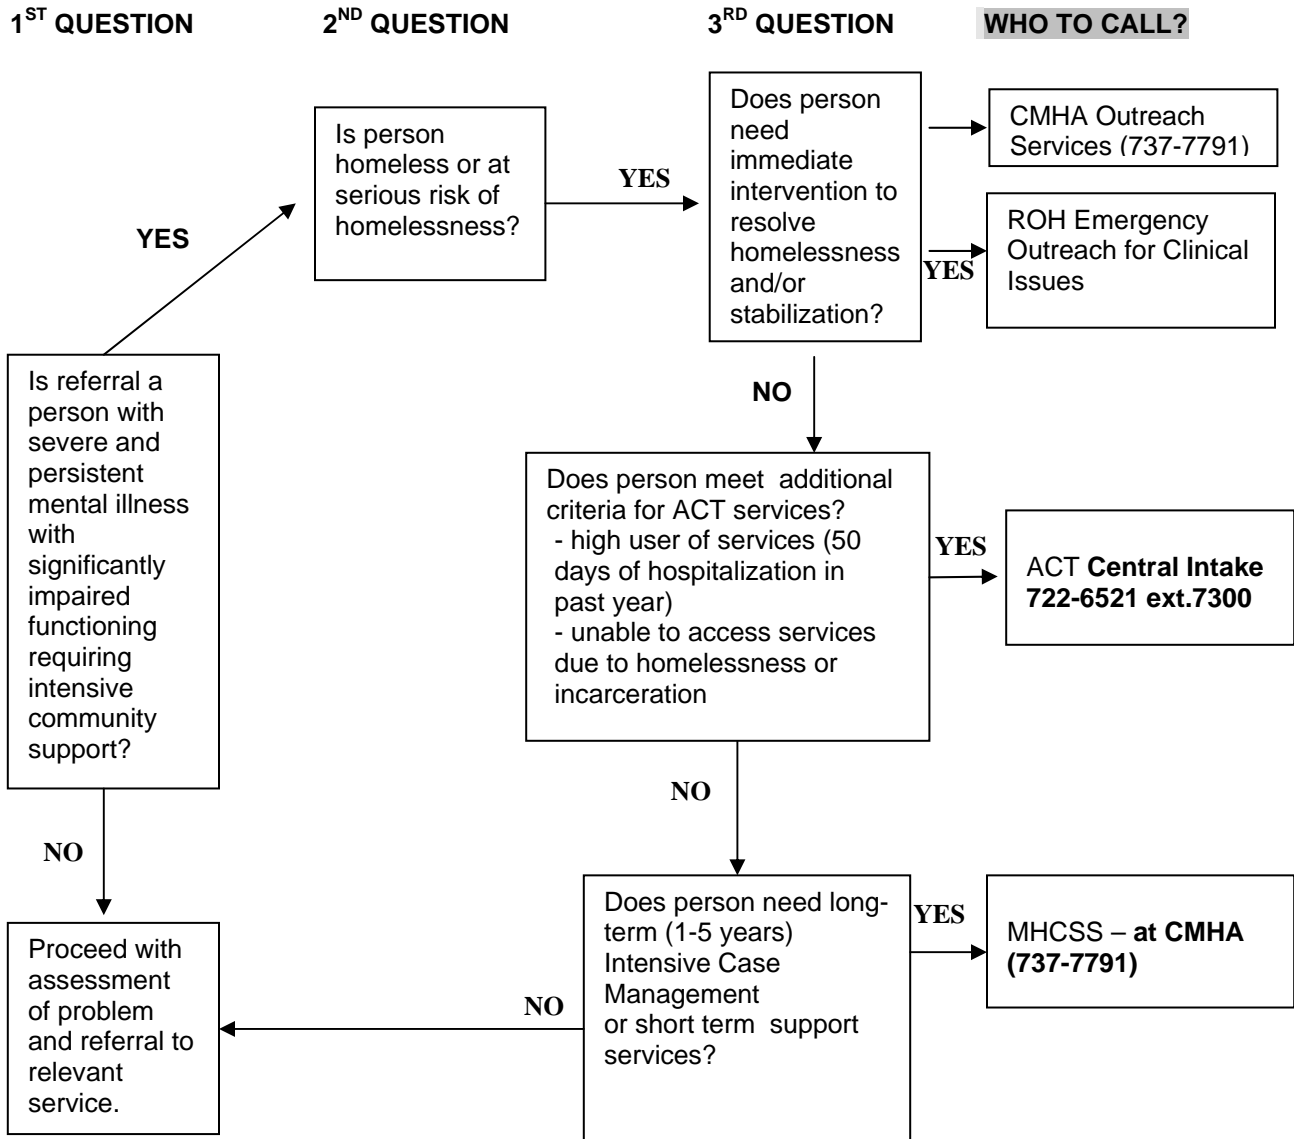 1ST QUESTION
2ND QUESTION
3RD QUESTION
WHO TO CALL?
Is person
homeless or at
serious risk of
homelessness?
YES
Does person
need
immediate
intervention to
resolve
homelessness
and/or
stabilization?
CMHA Outreach
Services (737-7791)
YES
ROH Emergency
Outreach for Clinical
Issues
YES
NO
Is referral a
person with
severe and
persistent
mental illness
with
significantly
impaired
functioning
requiring
intensive
community
support?
Does person meet  additional
criteria for ACT services?
- high user of services (50
days of hospitalization in
past year)
- unable to access services
due to homelessness or
incarceration
YES
ACT Central Intake
722-6521 ext.7300
NO
NO
Proceed with
assessment
of problem
and referral to
relevant
service.
NO
Does person need long-
term (1-5 years)
Intensive Case
Management
or short term  support
services?
YES
MHCSS – at CMHA
(737-7791)